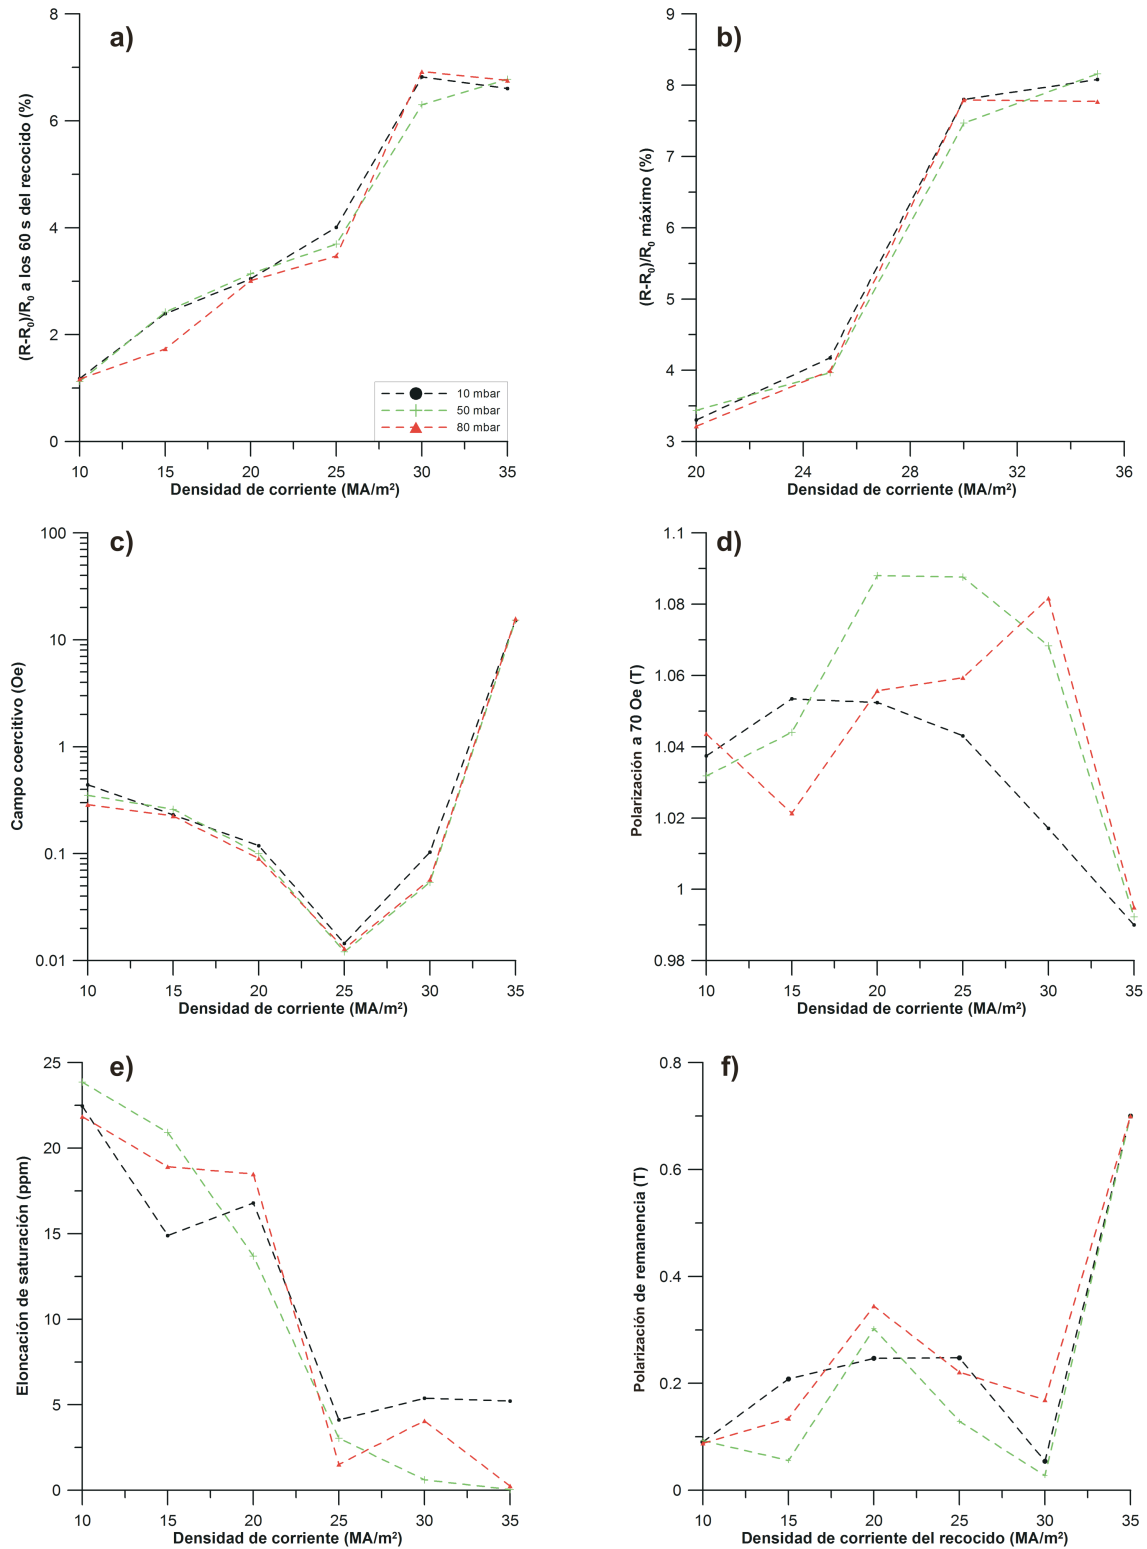 a)
8
6
4
2
0
(R-R0)/R0 a los 60 s del recocido (%)
10 mbar
50 mbar
80 mbar
10 15 20 25 30 35
Densidad de corriente (MA/m²)
b)
9
8
7
6
5
4
3
(R-R0)/R0 máximo (%)
20 24 28 32 36
Densidad de corriente (MA/m²)
c)
100
10
1
0.1
0.01
Campo coercitivo (Oe)
10 15 20 25 30 35
Densidad de corriente (MA/m²)
d)
1.1
1.08
1.06
1.04
1.02
1
0.98
Polarización a 70 Oe (T)
10 15 20 25 30 35
Densidad de corriente (MA/m²)
e)
25
20
15
10
5
0
Eloncación de saturación (ppm)
10 15 20 25 30 35
Densidad de corriente (MA/m²)
f)
0.8
0.6
0.4
0.2
0
Polarización de remanencia (T)
10 15 20 25 30 35
Densidad de corriente del recocido (MA/m²)